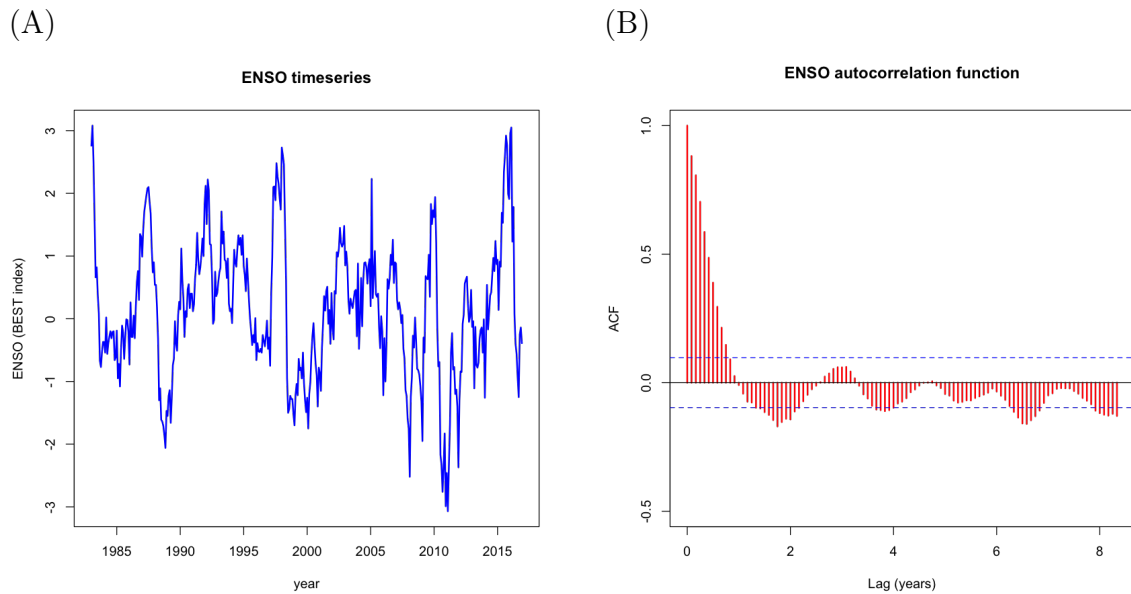 (A)
ENSO timeseries
ENSO (BEST index)
3
2
1
0
-1
-2
-3
1985 1990 1995 2000 2005 2010 2015
year
(B)
ENSO autocorrelation function
ACF
1.0
0.5
0.0
-0.5
0 2 4 6 8
Lag (years)